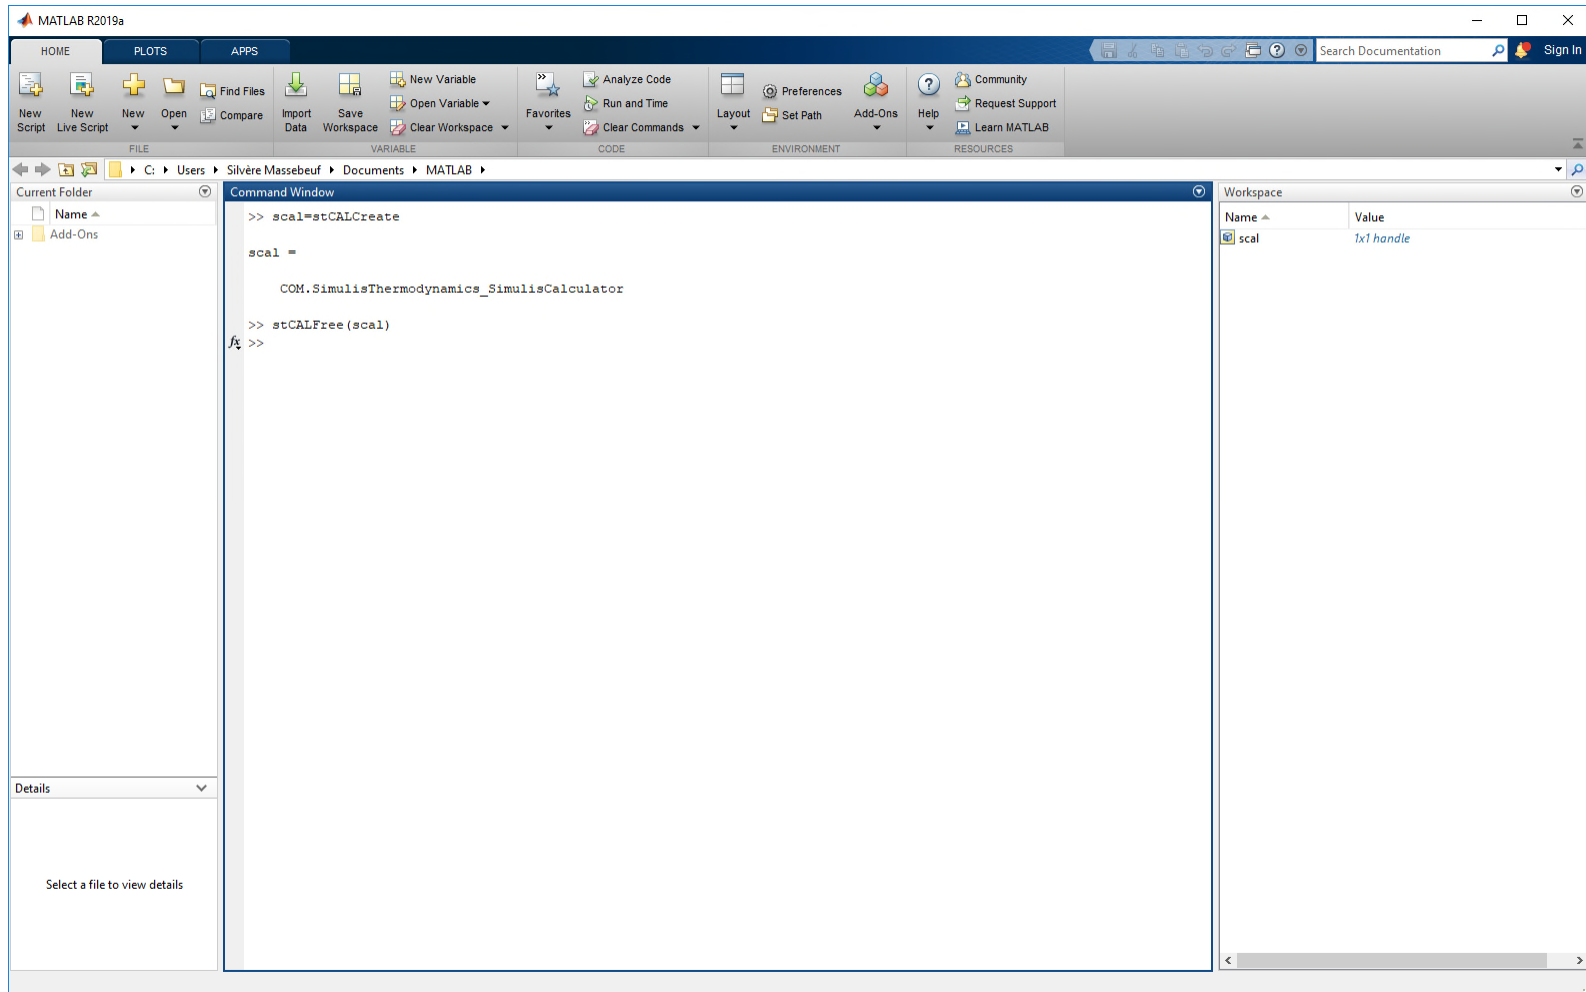 MATLAB R2019a
HOME PLOTS APPS
Search Documentation Sign In
New Script
New Live Script
New
Open
Find Files
Compare
FILE
Import Data
Save Workspace
New Variable
Open Variable
Clear Workspace
VARIABLE
Favorites
Analyze Code
Run and Time
Clear Commands
CODE
Layout
Preferences
Set Path
Add-Ons
ENVIRONMENT
Help
Community
Request Support
Learn MATLAB
RESOURCES
C: Users Silvère Massebeuf Documents MATLAB
Current Folder
Name
Add-Ons
Details
Select a file to view details
Command Window
>> scal=stCALCreate
scal =
COM.SimulisThermodynamics_SimulisCalculator
>> stCALFree(scal)
fx >>
Workspace
Name Value
scal 1x1 handle